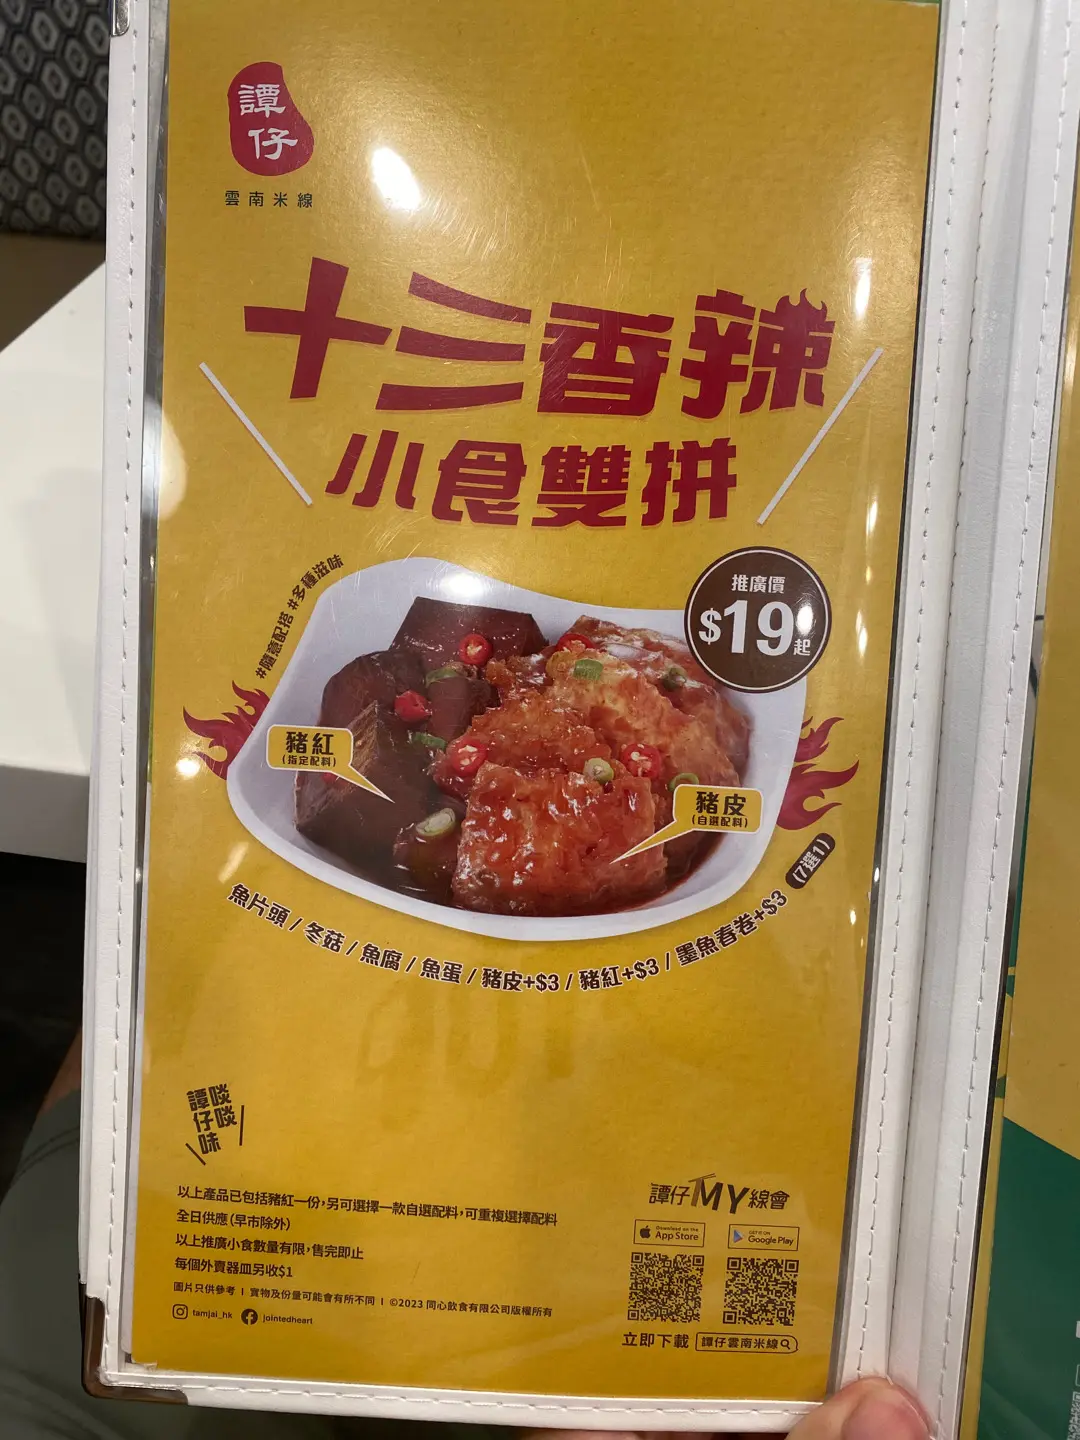 譚仔
雲南米線
十三香辣
小食雙拼
#隨意配搭 #多種滋味
推廣價
$19起
豬紅
(指定配料)
豬皮
(自選配料)
魚片頭 / 冬菇 / 魚腐 / 魚蛋 / 豬皮+$3 / 豬紅+$3 / 墨魚春卷+$3 (7選1)
譚仔啖啖味
以上產品已包括豬紅一份，另可選擇一款自選配料，可重複選擇配料
全日供應(早市除外)
以上推廣小食數量有限，售完即止
每個外賣器皿另收$1
圖片只供參考 | 實物及份量可能會有所不同 | ©2023 同心飲食有限公司版權所有
tamjai_hk jointedheart
譚仔MY線會
Download on the App Store
GET IT ON Google Play
立即下載 譚仔雲南米線